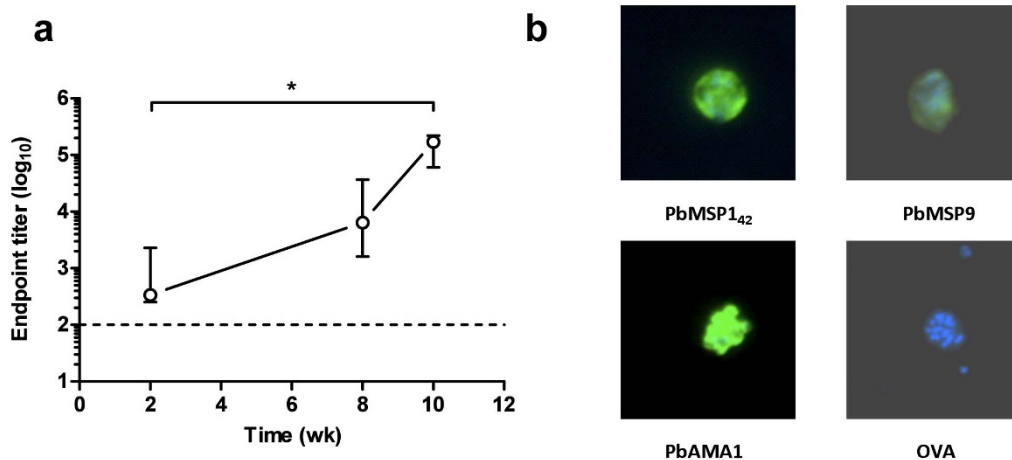 a
*
6
5
4
3
2
1
Endpoint titer (log10)
0 2 4 6 8 10 12
Time (wk)
b
PbMSP142 PbMSP9
PbAMA1 OVA